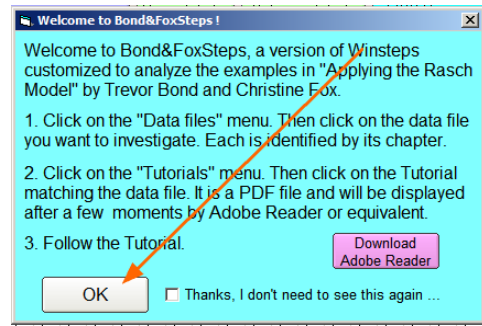 Welcome to Bond&FoxSteps !
Welcome to Bond&FoxSteps, a version of Winsteps
customized to analyze the examples in "Applying the Rasch
Model" by Trevor Bond and Christine Fox.
1. Click on the "Data files" menu. Then click on the data file
you want to investigate. Each is identified by its chapter.
2. Click on the "Tutorials" menu. Then click on the Tutorial
matching the data file. It is a PDF file and will be displayed
after a few moments by Adobe Reader or equivalent.
3. Follow the Tutorial.
Download
Adobe Reader
OK
Thanks, I don't need to see this again ...